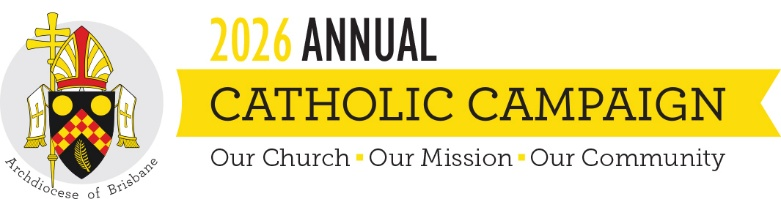 2026 ANNUAL
CATHOLIC CAMPAIGN
Our Church ▪ Our Mission ▪ Our Community
Archdiocese of Brisbane